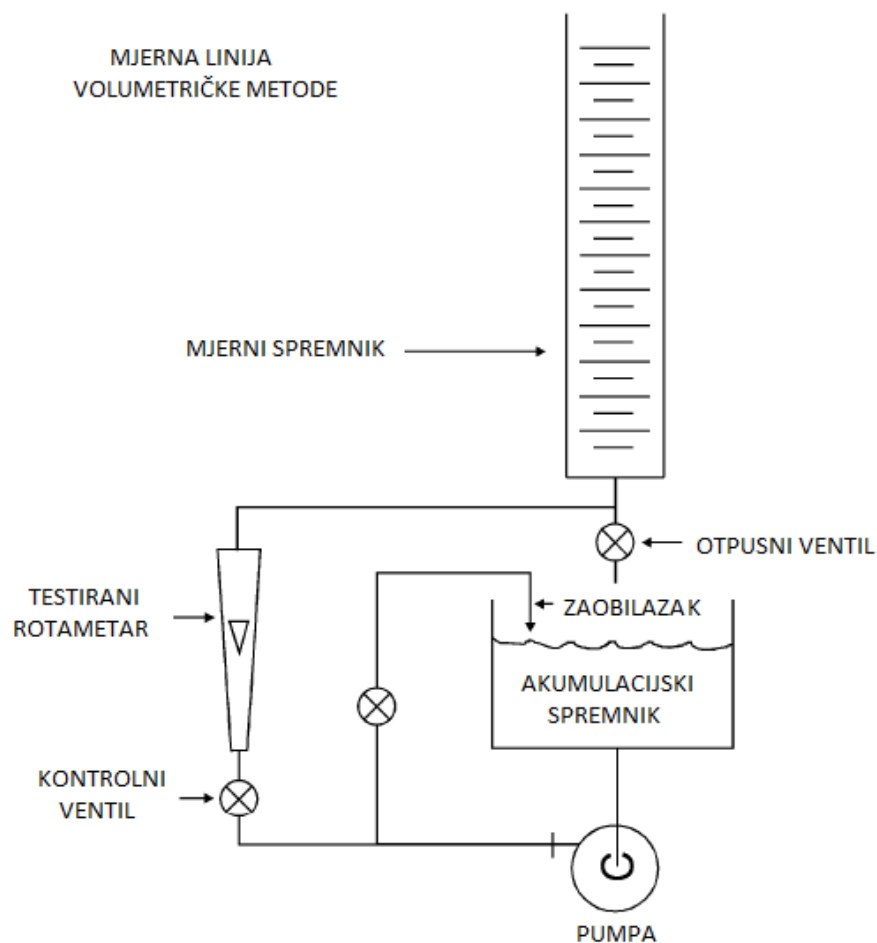 MJERNA LINIJA
VOLUMETRIČKE METODE
MJERNI SPREMNIK
OTPUSNI VENTIL
TESTIRANI
ROTAMETAR
ZAOBILAZAK
AKUMULACIJSKI
SPREMNIK
KONTROLNI
VENTIL
C
PUMPA